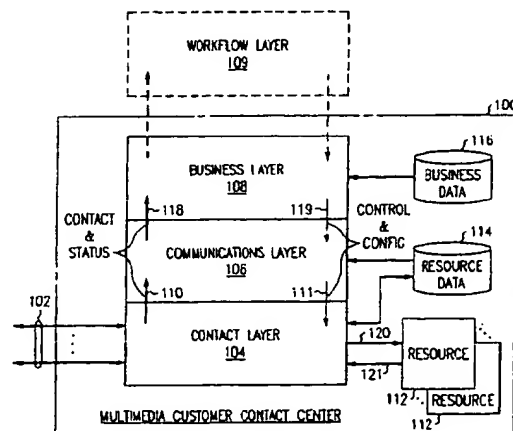 WORKFLOW LAYER
109
100
BUSINESS LAYER
108
116
BUSINESS
DATA
CONTACT
&
STATUS
118
119
CONTROL
&
CONFIG
COMMUNICATIONS LAYER
106
114
RESOURCE
DATA
110
111
102
CONTACT LAYER
104
120
121
RESOURCE
112
RESOURCE
112
MULTIMEDIA CUSTOMER CONTACT CENTER